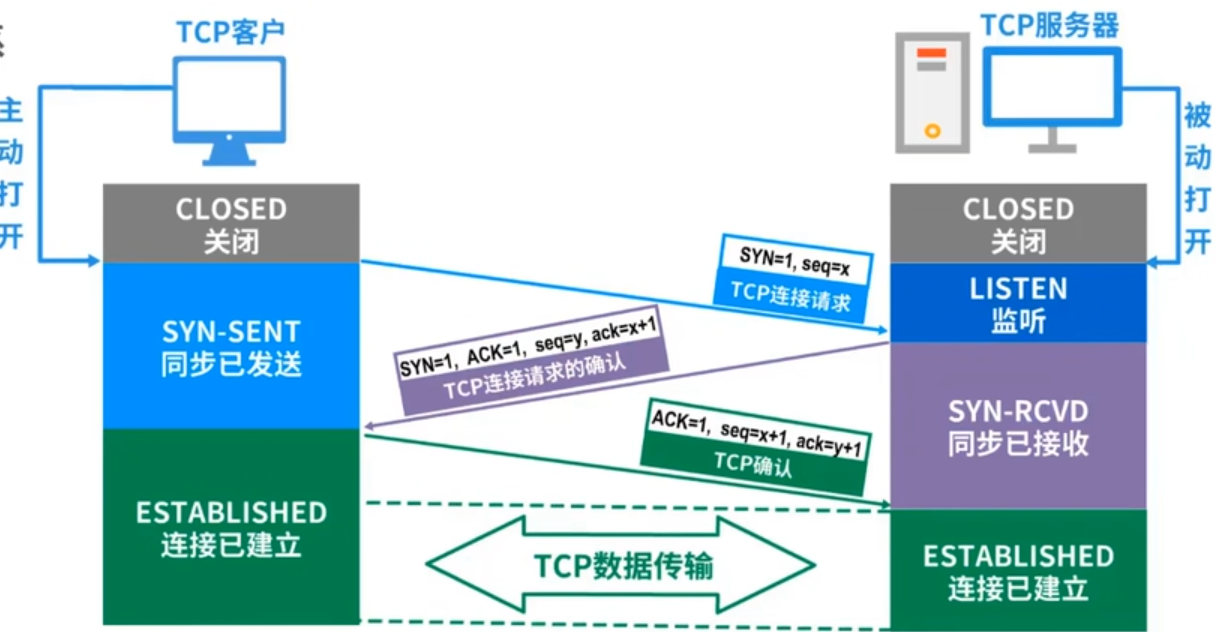 TCP客户
TCP服务器
主动打开
被动打开
CLOSED
关闭
CLOSED
关闭
SYN=1, seq=x
TCP连接请求
LISTEN
监听
SYN-SENT
同步已发送
SYN=1, ACK=1, seq=y, ack=x+1
TCP连接请求的确认
SYN-RCVD
同步已接收
ACK=1, seq=x+1, ack=y+1
TCP确认
ESTABLISHED
连接已建立
TCP数据传输
ESTABLISHED
连接已建立